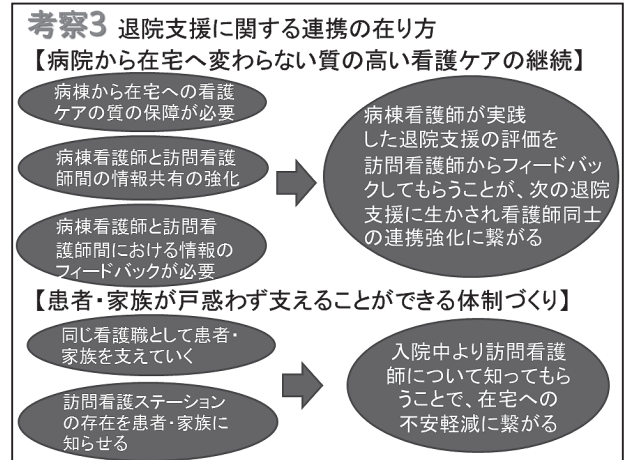 考察3 退院支援に関する連携の在り方
【病院から在宅へ変わらない質の高い看護ケアの継続】
病棟から在宅への看護
ケアの質の保障が必要
病棟看護師と訪問看護
師間の情報共有の強化
病棟看護師と訪問看
護師間における情報の
フィードバックが必要
病棟看護師が実践
した退院支援の評価を
訪問看護師からフィードバッ
クしてもらうことが、次の退院
支援に生かされ看護師同士
の連携強化に繋がる
【患者・家族が戸惑わず支えることができる体制づくり】
同じ看護職として患者・
家族を支えていく
訪問看護ステーション
の存在を患者・家族に
知らせる
入院中より訪問看護
師について知ってもら
うことで、在宅への
不安軽減に繋がる